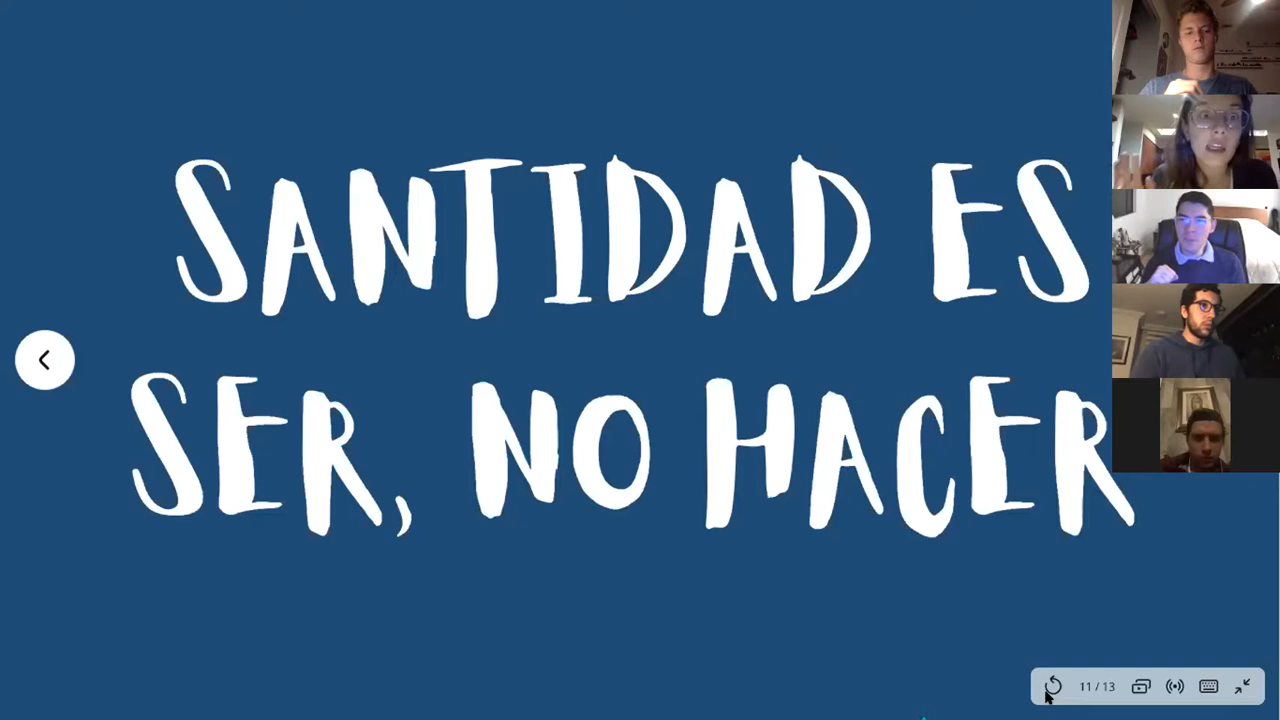 SANTIDAD ES
SER, NO HACER
11 / 13